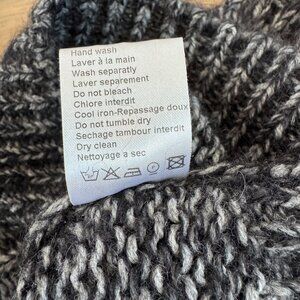 Hand wash
Laver à la main
Wash separatly
Laver separement
Do not bleach
Chlore interdit
Cool iron-Repassage doux
Do not tumble dry
Sechage tambour interdit
Dry clean
Nettoyage a sec